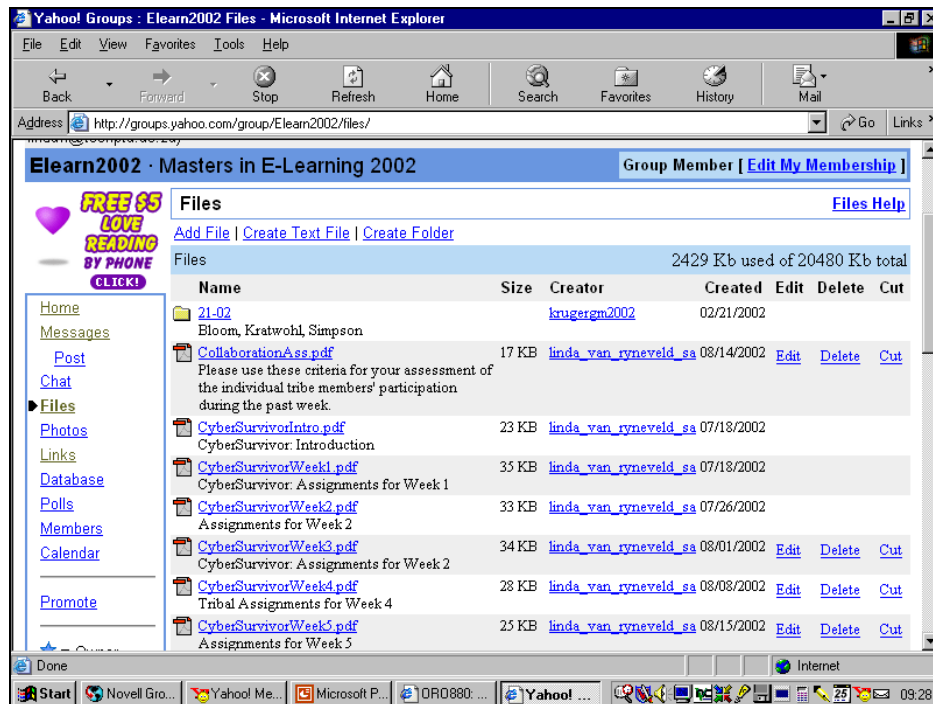 Yahoo! Groups : Elearn2002 Files - Microsoft Internet Explorer
File Edit View Favorites Tools Help
Back Forward Stop Refresh Home Search Favorites History Mail
Address http://groups.yahoo.com/group/Elearn2002/files/ Go Links
Elearn2002 · Masters in E-Learning 2002 Group Member [ Edit My Membership ]
FREE $5
LOVE
READING
BY PHONE
CLICK!
Home
Messages
Post
Chat
Files
Photos
Links
Database
Polls
Members
Calendar
Promote
Files Files Help
Add File | Create Text File | Create Folder
Files 2429 Kb used of 20480 Kb total
Name Size Creator Created Edit Delete Cut
21-02 krugergm2002 02/21/2002
Bloom, Kratwohl, Simpson
CollaborationAss.pdf 17 KB linda_van_ryneveld_sa 08/14/2002 Edit Delete Cut
Please use these criteria for your assessment of
the individual tribe members' participation
during the past week.
CyberSurvivorIntro.pdf 23 KB linda_van_ryneveld_sa 07/18/2002
CyberSurvivor: Introduction
CyberSurvivorWeek1.pdf 35 KB linda_van_ryneveld_sa 07/18/2002
CyberSurvivor: Assignments for Week 1
CyberSurvivorWeek2.pdf 33 KB linda_van_ryneveld_sa 07/26/2002
Assignments for Week 2
CyberSurvivorWeek3.pdf 34 KB linda_van_ryneveld_sa 08/01/2002 Edit Delete Cut
CyberSurvivor: Assignments for Week 2
CyberSurvivorWeek4.pdf 28 KB linda_van_ryneveld_sa 08/08/2002 Edit Delete Cut
Tribal Assignments for Week 4
CyberSurvivorWeek5.pdf 25 KB linda_van_ryneveld_sa 08/15/2002 Edit Delete Cut
Assignments for Week 5
Done Internet
Start Novell Gro... Yahoo! Me... Microsoft P... ORO880: ... Yahoo! ... 25 09:28